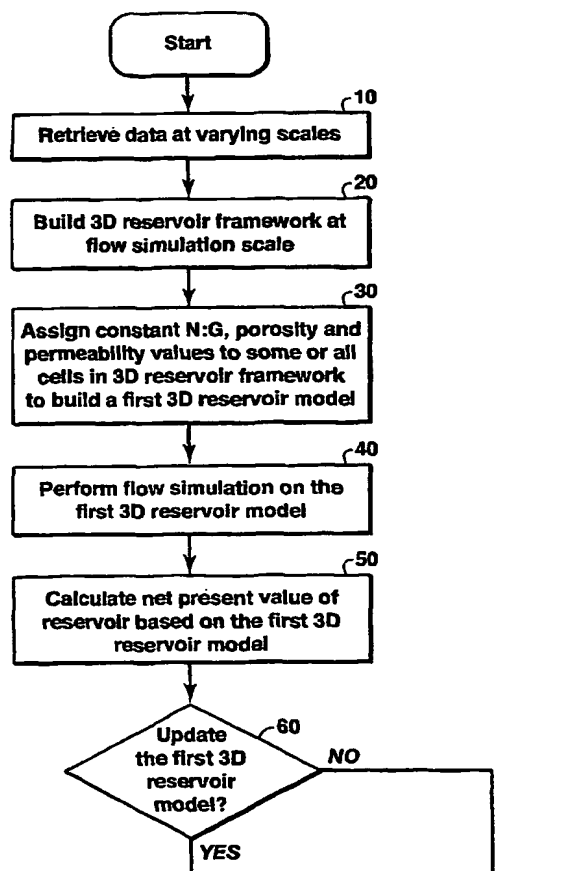 Start
10
Retrieve data at varying scales
20
Build 3D reservoir framework at
flow simulation scale
30
Assign constant N:G, porosity and
permeability values to some or all
cells in 3D reservoir framework
to build a first 3D reservoir model
40
Perform flow simulation on the
first 3D reservoir model
50
Calculate net present value of
reservoir based on the first 3D
reservoir model
60
Update
the first 3D
reservoir
model?
NO
YES